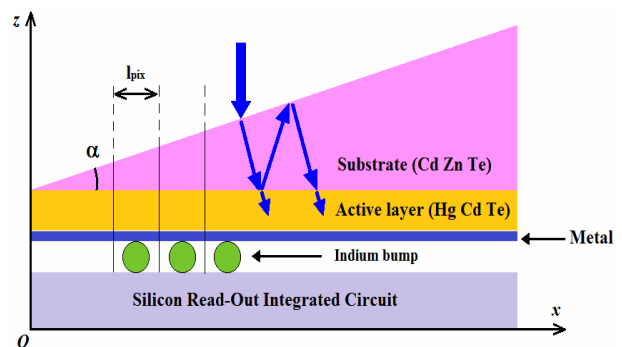 z
lpix
α
Substrate (Cd Zn Te)
Active layer (Hg Cd Te)
Metal
Indium bump
Silicon Read-Out Integrated Circuit
x
O